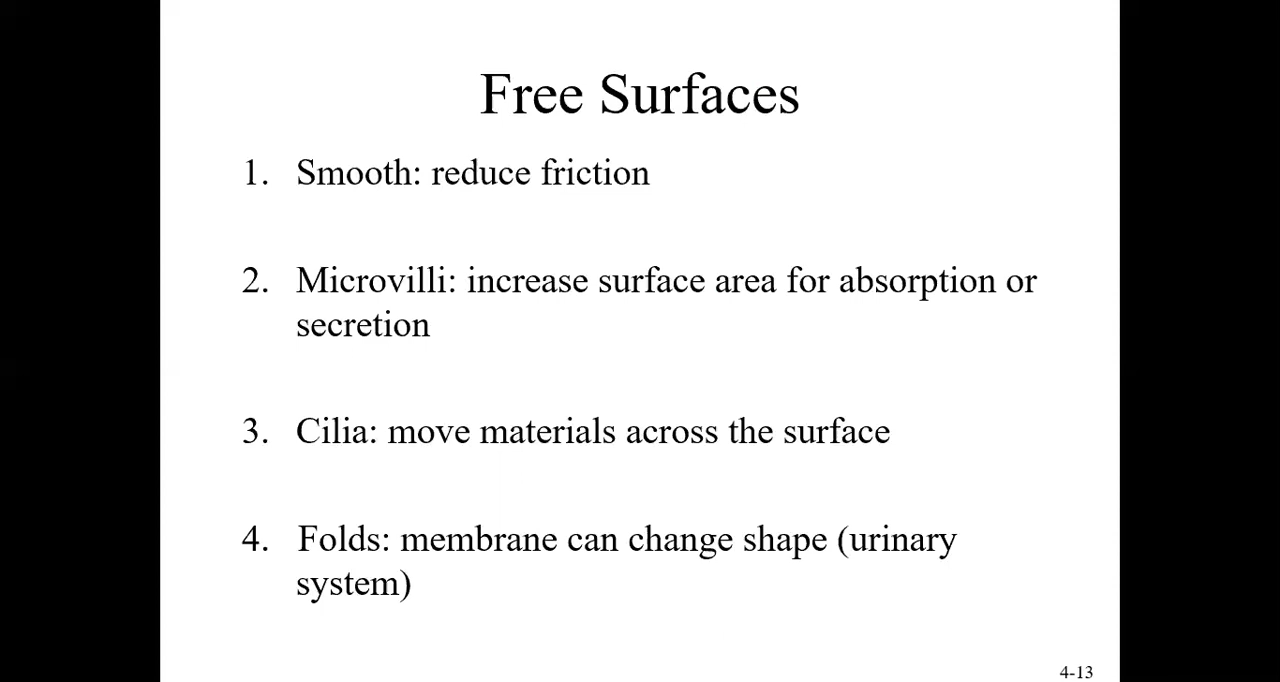 Free Surfaces
1. Smooth: reduce friction
2. Microvilli: increase surface area for absorption or
secretion
3. Cilia: move materials across the surface
4. Folds: membrane can change shape (urinary
system)
4-13